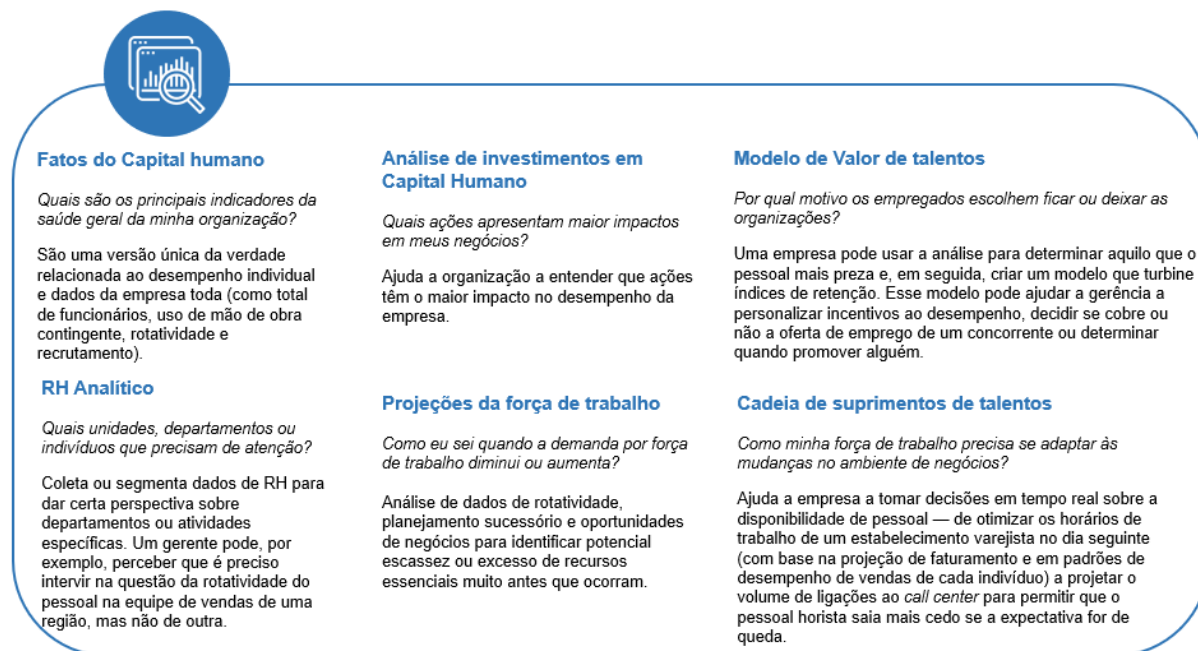 Fatos do Capital humano
Quais são os principais indicadores da
saúde geral da minha organização?
São uma versão única da verdade
relacionada ao desempenho individual
e dados da empresa toda (como total
de funcionários, uso de mão de obra
contingente, rotatividade e
recrutamento).
RH Analítico
Quais unidades, departamentos ou
indivíduos que precisam de atenção?
Coleta ou segmenta dados de RH para
dar certa perspectiva sobre
departamentos ou atividades
específicas. Um gerente pode, por
exemplo, perceber que é preciso
intervir na questão da rotatividade do
pessoal na equipe de vendas de uma
região, mas não de outra.
Análise de investimentos em
Capital Humano
Quais ações apresentam maior impactos
em meus negócios?
Ajuda a organização a entender que ações
têm o maior impacto no desempenho da
empresa.
Projeções da força de trabalho
Como eu sei quando a demanda por força
de trabalho diminui ou aumenta?
Análise de dados de rotatividade,
planejamento sucessório e oportunidades
de negócios para identificar potencial
escassez ou excesso de recursos
essenciais muito antes que ocorram.
Modelo de Valor de talentos
Por qual motivo os empregados escolhem ficar ou deixar as
organizações?
Uma empresa pode usar a análise para determinar aquilo que o
pessoal mais preza e, em seguida, criar um modelo que turbine
índices de retenção. Esse modelo pode ajudar a gerência a
personalizar incentivos ao desempenho, decidir se cobre ou
não a oferta de emprego de um concorrente ou determinar
quando promover alguém.
Cadeia de suprimentos de talentos
Como minha força de trabalho precisa se adaptar às
mudanças no ambiente de negócios?
Ajuda a empresa a tomar decisões em tempo real sobre a
disponibilidade de pessoal — de otimizar os horários de
trabalho de um estabelecimento varejista no dia seguinte
(com base na projeção de faturamento e em padrões de
desempenho de vendas de cada indivíduo) a projetar o
volume de ligações ao call center para permitir que o
pessoal horista saia mais cedo se a expectativa for de
queda.